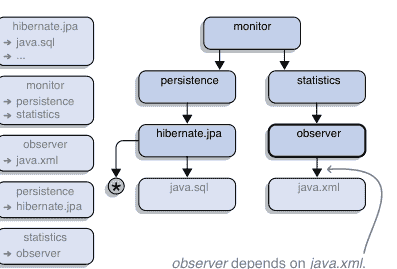 hibernate.jpa
➔ java.sql
➔ ...
monitor
➔ persistence
➔ statistics
observer
➔ java.xml
persistence
➔ hibernate.jpa
statistics
➔ observer
monitor
persistence statistics
hibernate.jpa observer
* java.sql java.xml
observer depends on java.xml.